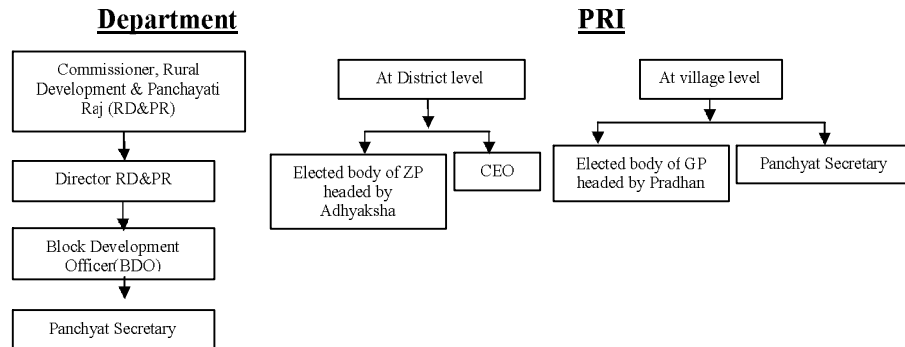 Department
Commissioner, Rural
Development & Panchayati
Raj (RD&PR)
Director RD&PR
Block Development
Officer(BDO)
Panchyat Secretary
PRI
At District level
Elected body of ZP
headed by
Adhyaksha
CEO
At village level
Elected body of GP
headed by Pradhan
Panchyat Secretary